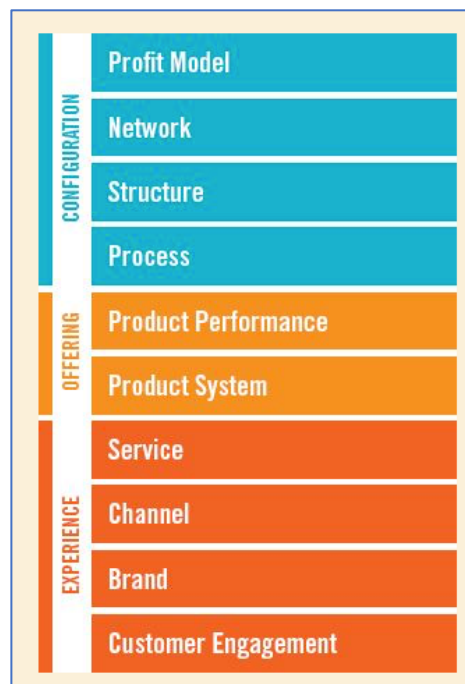 CONFIGURATION
Profit Model
Network
Structure
Process
OFFERING
Product Performance
Product System
EXPERIENCE
Service
Channel
Brand
Customer Engagement